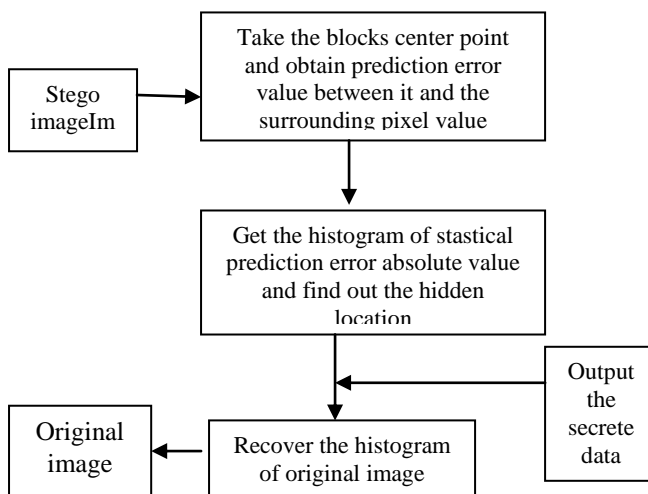 Take the blocks center point
and obtain prediction error
value between it and the
surrounding pixel value
Stego
imageIm
Get the histogram of stastical
prediction error absolute value
and find out the hidden
location
Output
the
secrete
data
Original
image
Recover the histogram
of original image